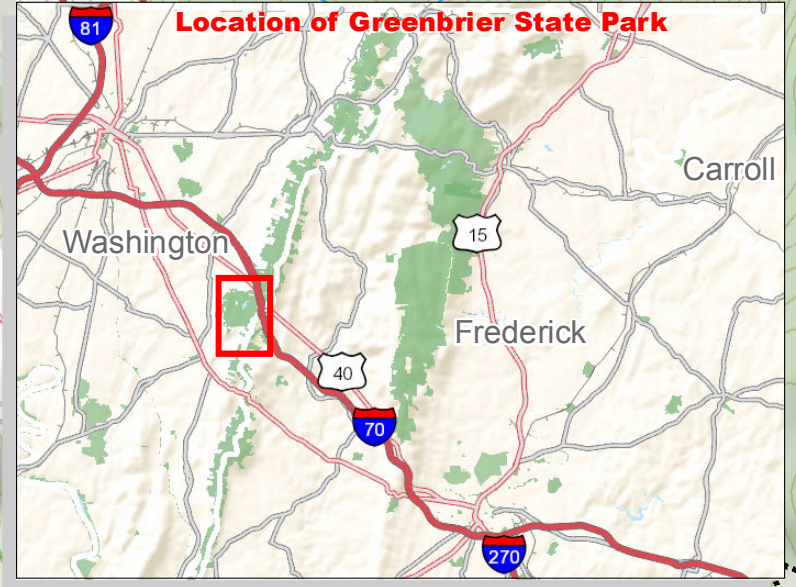 Location of Greenbrier State Park
81
Carroll
Washington
15
Frederick
40
70
270